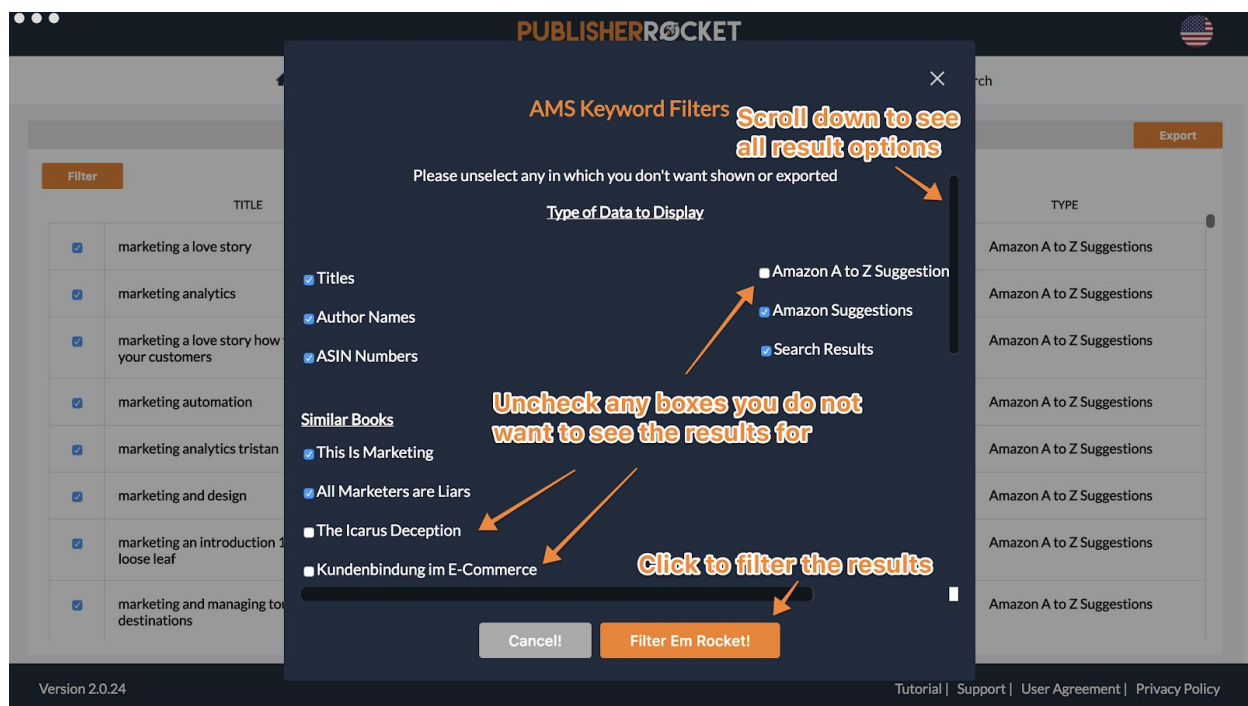 PUBLISHERROCKET
rch
AMS Keyword Filters
Scroll down to see
all result options
Export
Filter
Please unselect any in which you don't want shown or exported
TITLE
Type of Data to Display
TYPE
marketing a love story
Amazon A to Z Suggestions
Titles
Amazon A to Z Suggestion
marketing analytics
Amazon A to Z Suggestions
Author Names
Amazon Suggestions
marketing a love story how
your customers
Amazon A to Z Suggestions
ASIN Numbers
Search Results
marketing automation
Amazon A to Z Suggestions
Uncheck any boxes you do not
want to see the results for
Similar Books
marketing analytics tristan
Amazon A to Z Suggestions
This Is Marketing
marketing and design
Amazon A to Z Suggestions
All Marketers are Liars
The Icarus Deception
marketing an introduction 1
loose leaf
Amazon A to Z Suggestions
Kundenbindung im E-Commerce
Click to filter the results
marketing and managing tou
destinations
Amazon A to Z Suggestions
Cancel!
Filter Em Rocket!
Version 2.0.24
Tutorial | Support | User Agreement | Privacy Policy